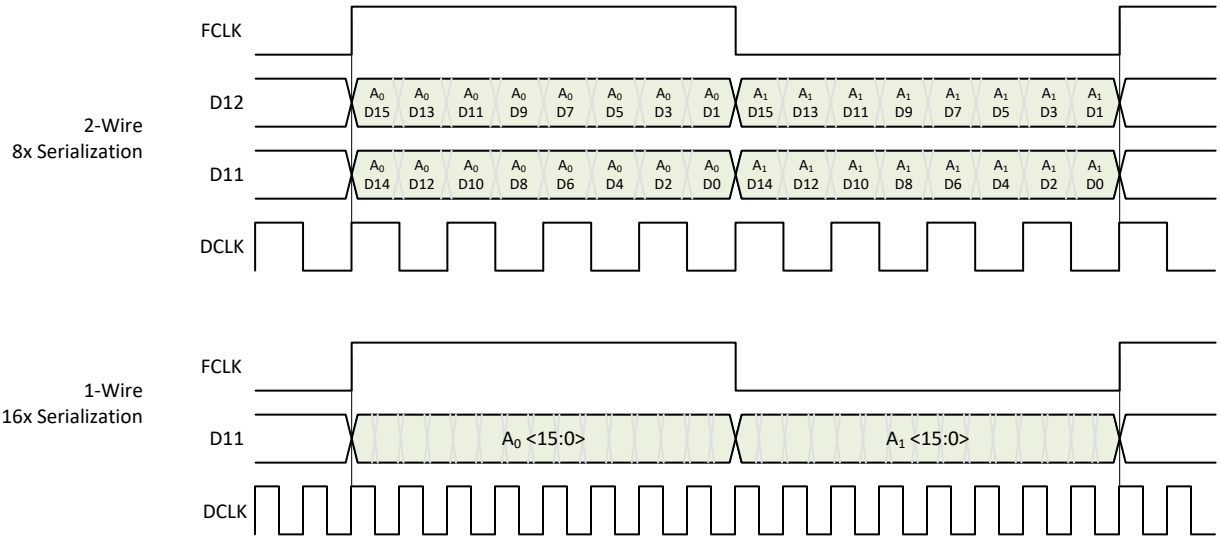 FCLK
D12
A0 A0 A0 A0 A0 A0 A0 A0 A1 A1 A1 A1 A1 A1 A1 A1
D15 D13 D11 D9 D7 D5 D3 D1 D15 D13 D11 D9 D7 D5 D3 D1
2-Wire
8x Serialization
D11
A0 A0 A0 A0 A0 A0 A0 A0 A1 A1 A1 A1 A1 A1 A1 A1
D14 D12 D10 D8 D6 D4 D2 D0 D14 D12 D10 D8 D6 D4 D2 D0
DCLK
FCLK
1-Wire
16x Serialization
D11
A0 <15:0> A1 <15:0>
DCLK